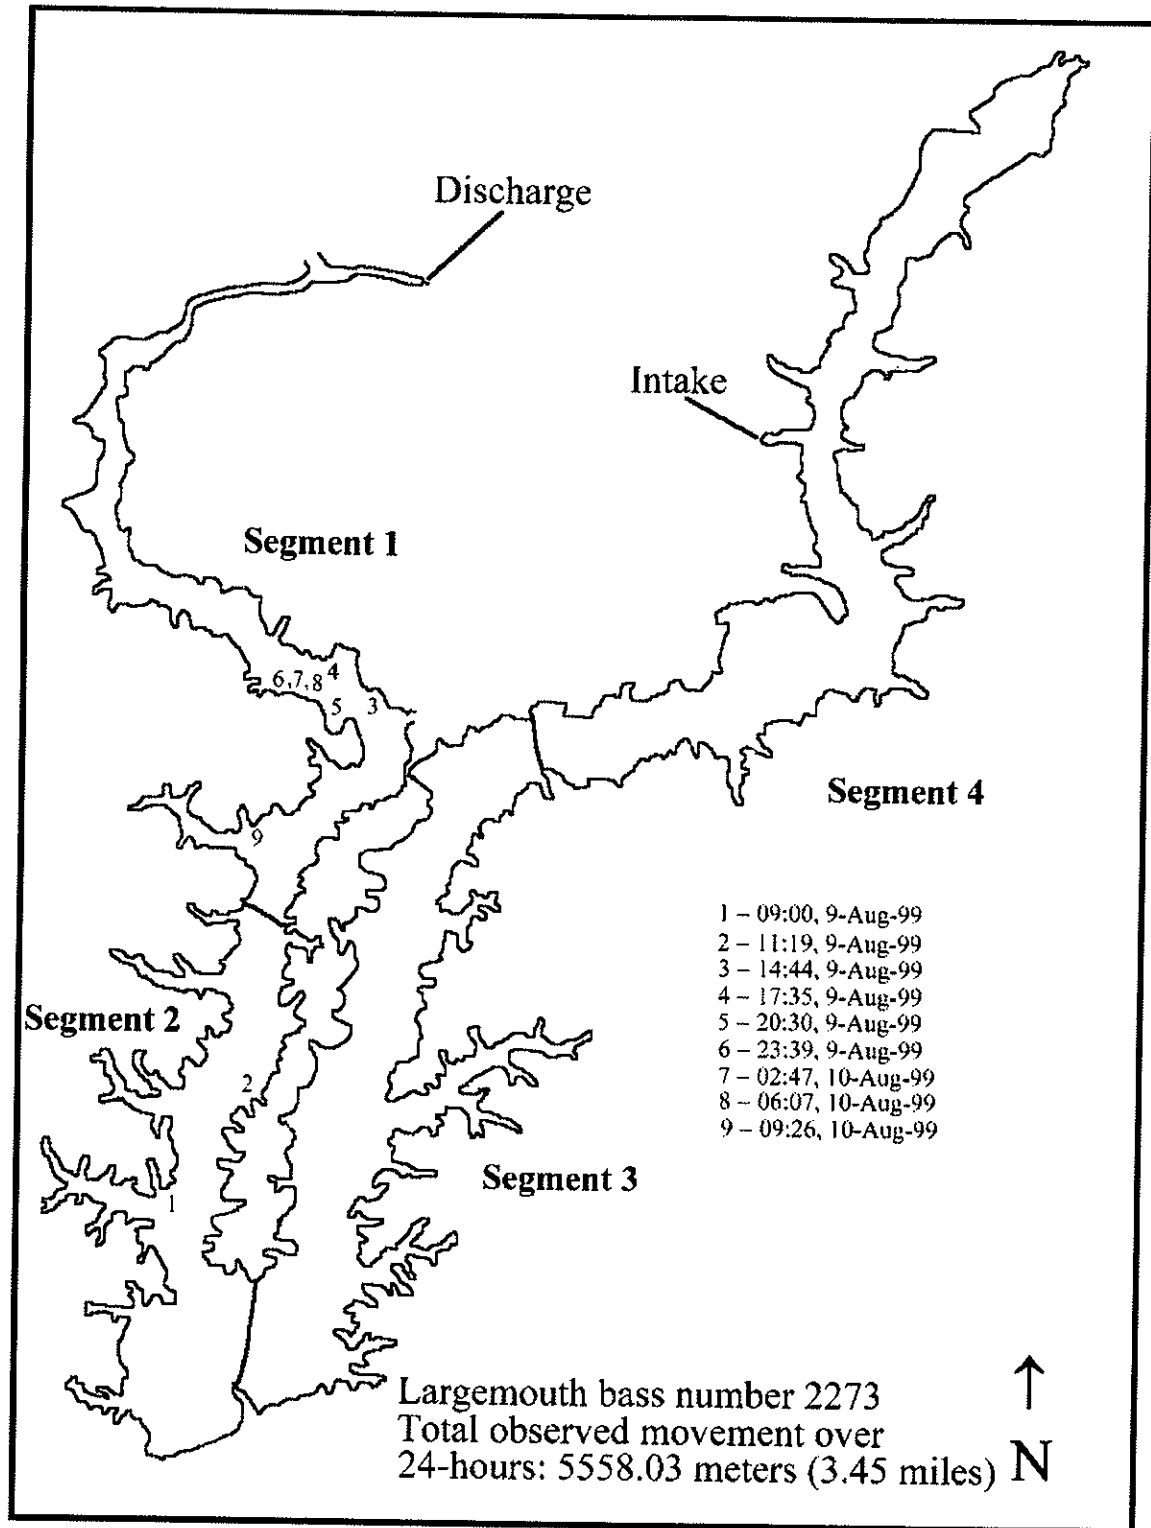 Discharge
Intake
Segment 1
6,7,8
4
5
3
9
Segment 4
1 – 09:00, 9-Aug-99
2 – 11:19, 9-Aug-99
3 – 14:44, 9-Aug-99
4 – 17:35, 9-Aug-99
5 – 20:30, 9-Aug-99
6 – 23:39, 9-Aug-99
7 – 02:47, 10-Aug-99
8 – 06:07, 10-Aug-99
9 – 09:26, 10-Aug-99
Segment 2
2
1
Segment 3
Largemouth bass number 2273
Total observed movement over
24-hours: 5558.03 meters (3.45 miles)
N